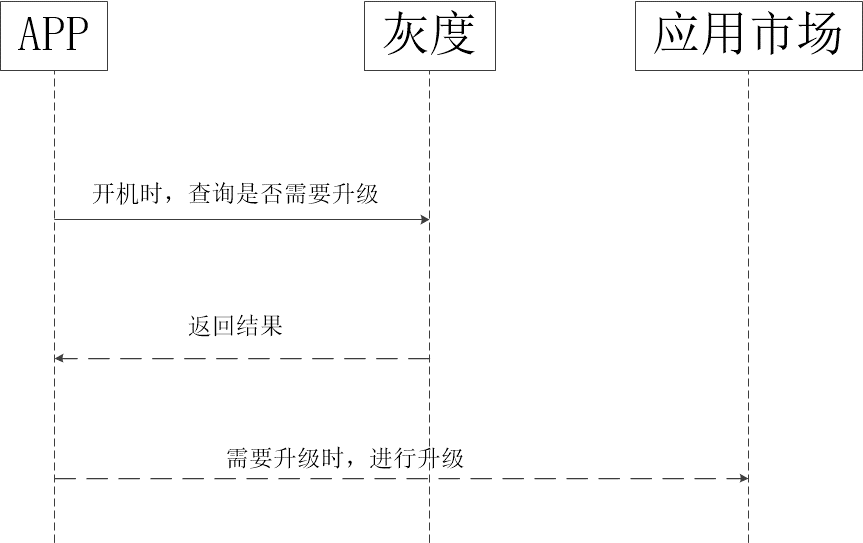 APP
灰度
应用市场
开机时，查询是否需要升级
返回结果
需要升级时，进行升级